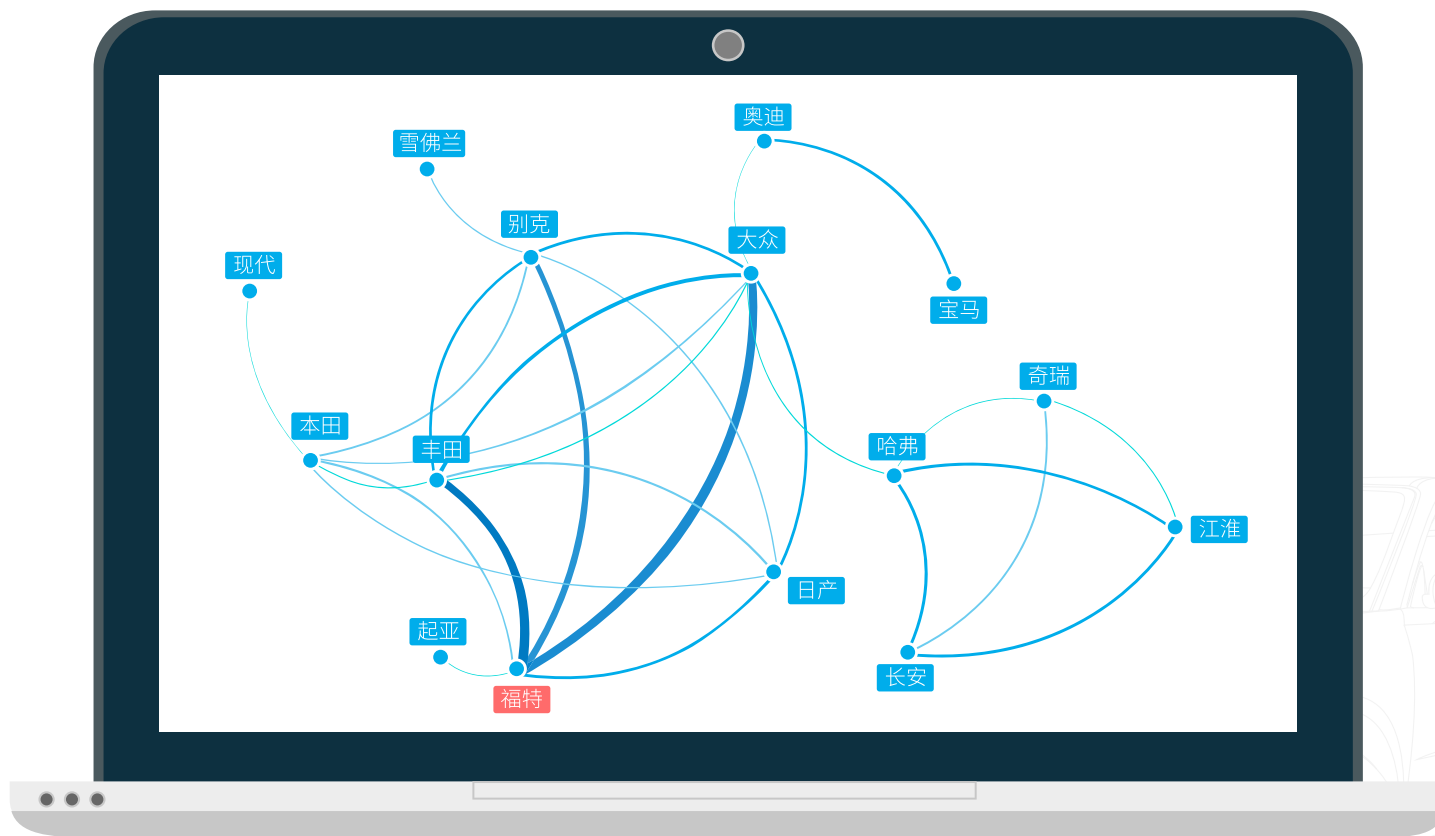 奥迪
雪佛兰
别克
大众
现代
宝马
奇瑞
本田
丰田
哈弗
江淮
日产
起亚
长安
福特